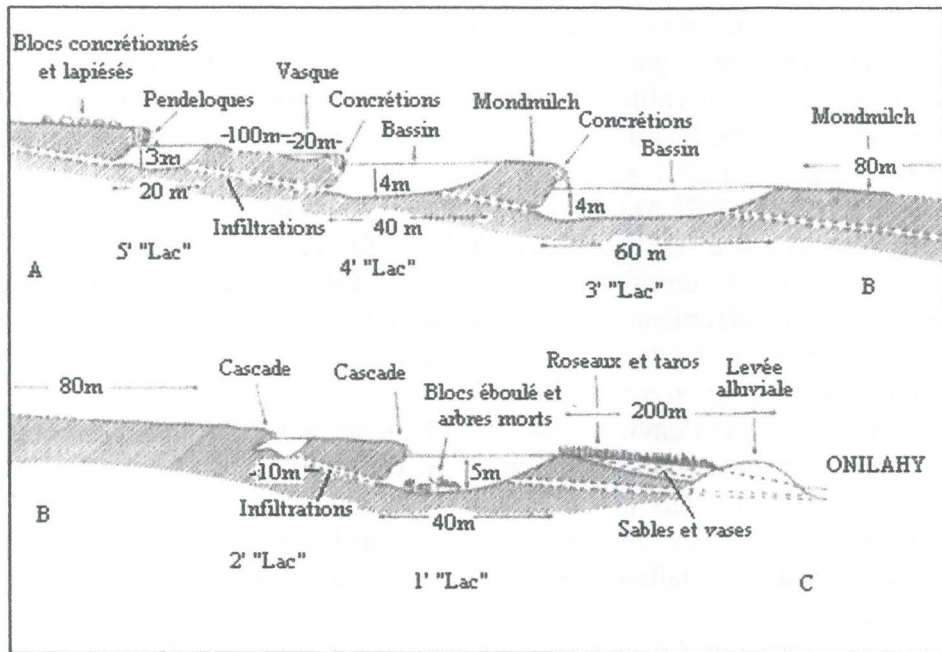 Blocs concrétionnés
et lapiésés
Vasque
Pendeloques
Concrétions
Mondmilch
-100m-
-20m-
Bassin
Concrétions
Bassin
Mondmilch
80m
3m
4m
4m
20 m
Infiltrations
40 m
60 m
5' "Lac"
4' "Lac"
3' "Lac"
A
B
80m
Cascade
Cascade
Blocs éboulé et
arbres morts
Roseaux et taros
200m
Levée
alluviale
ONILAHY
-10m-
Infiltrations
5m
40m
Sables et vases
B
2' "Lac"
1' "Lac"
C